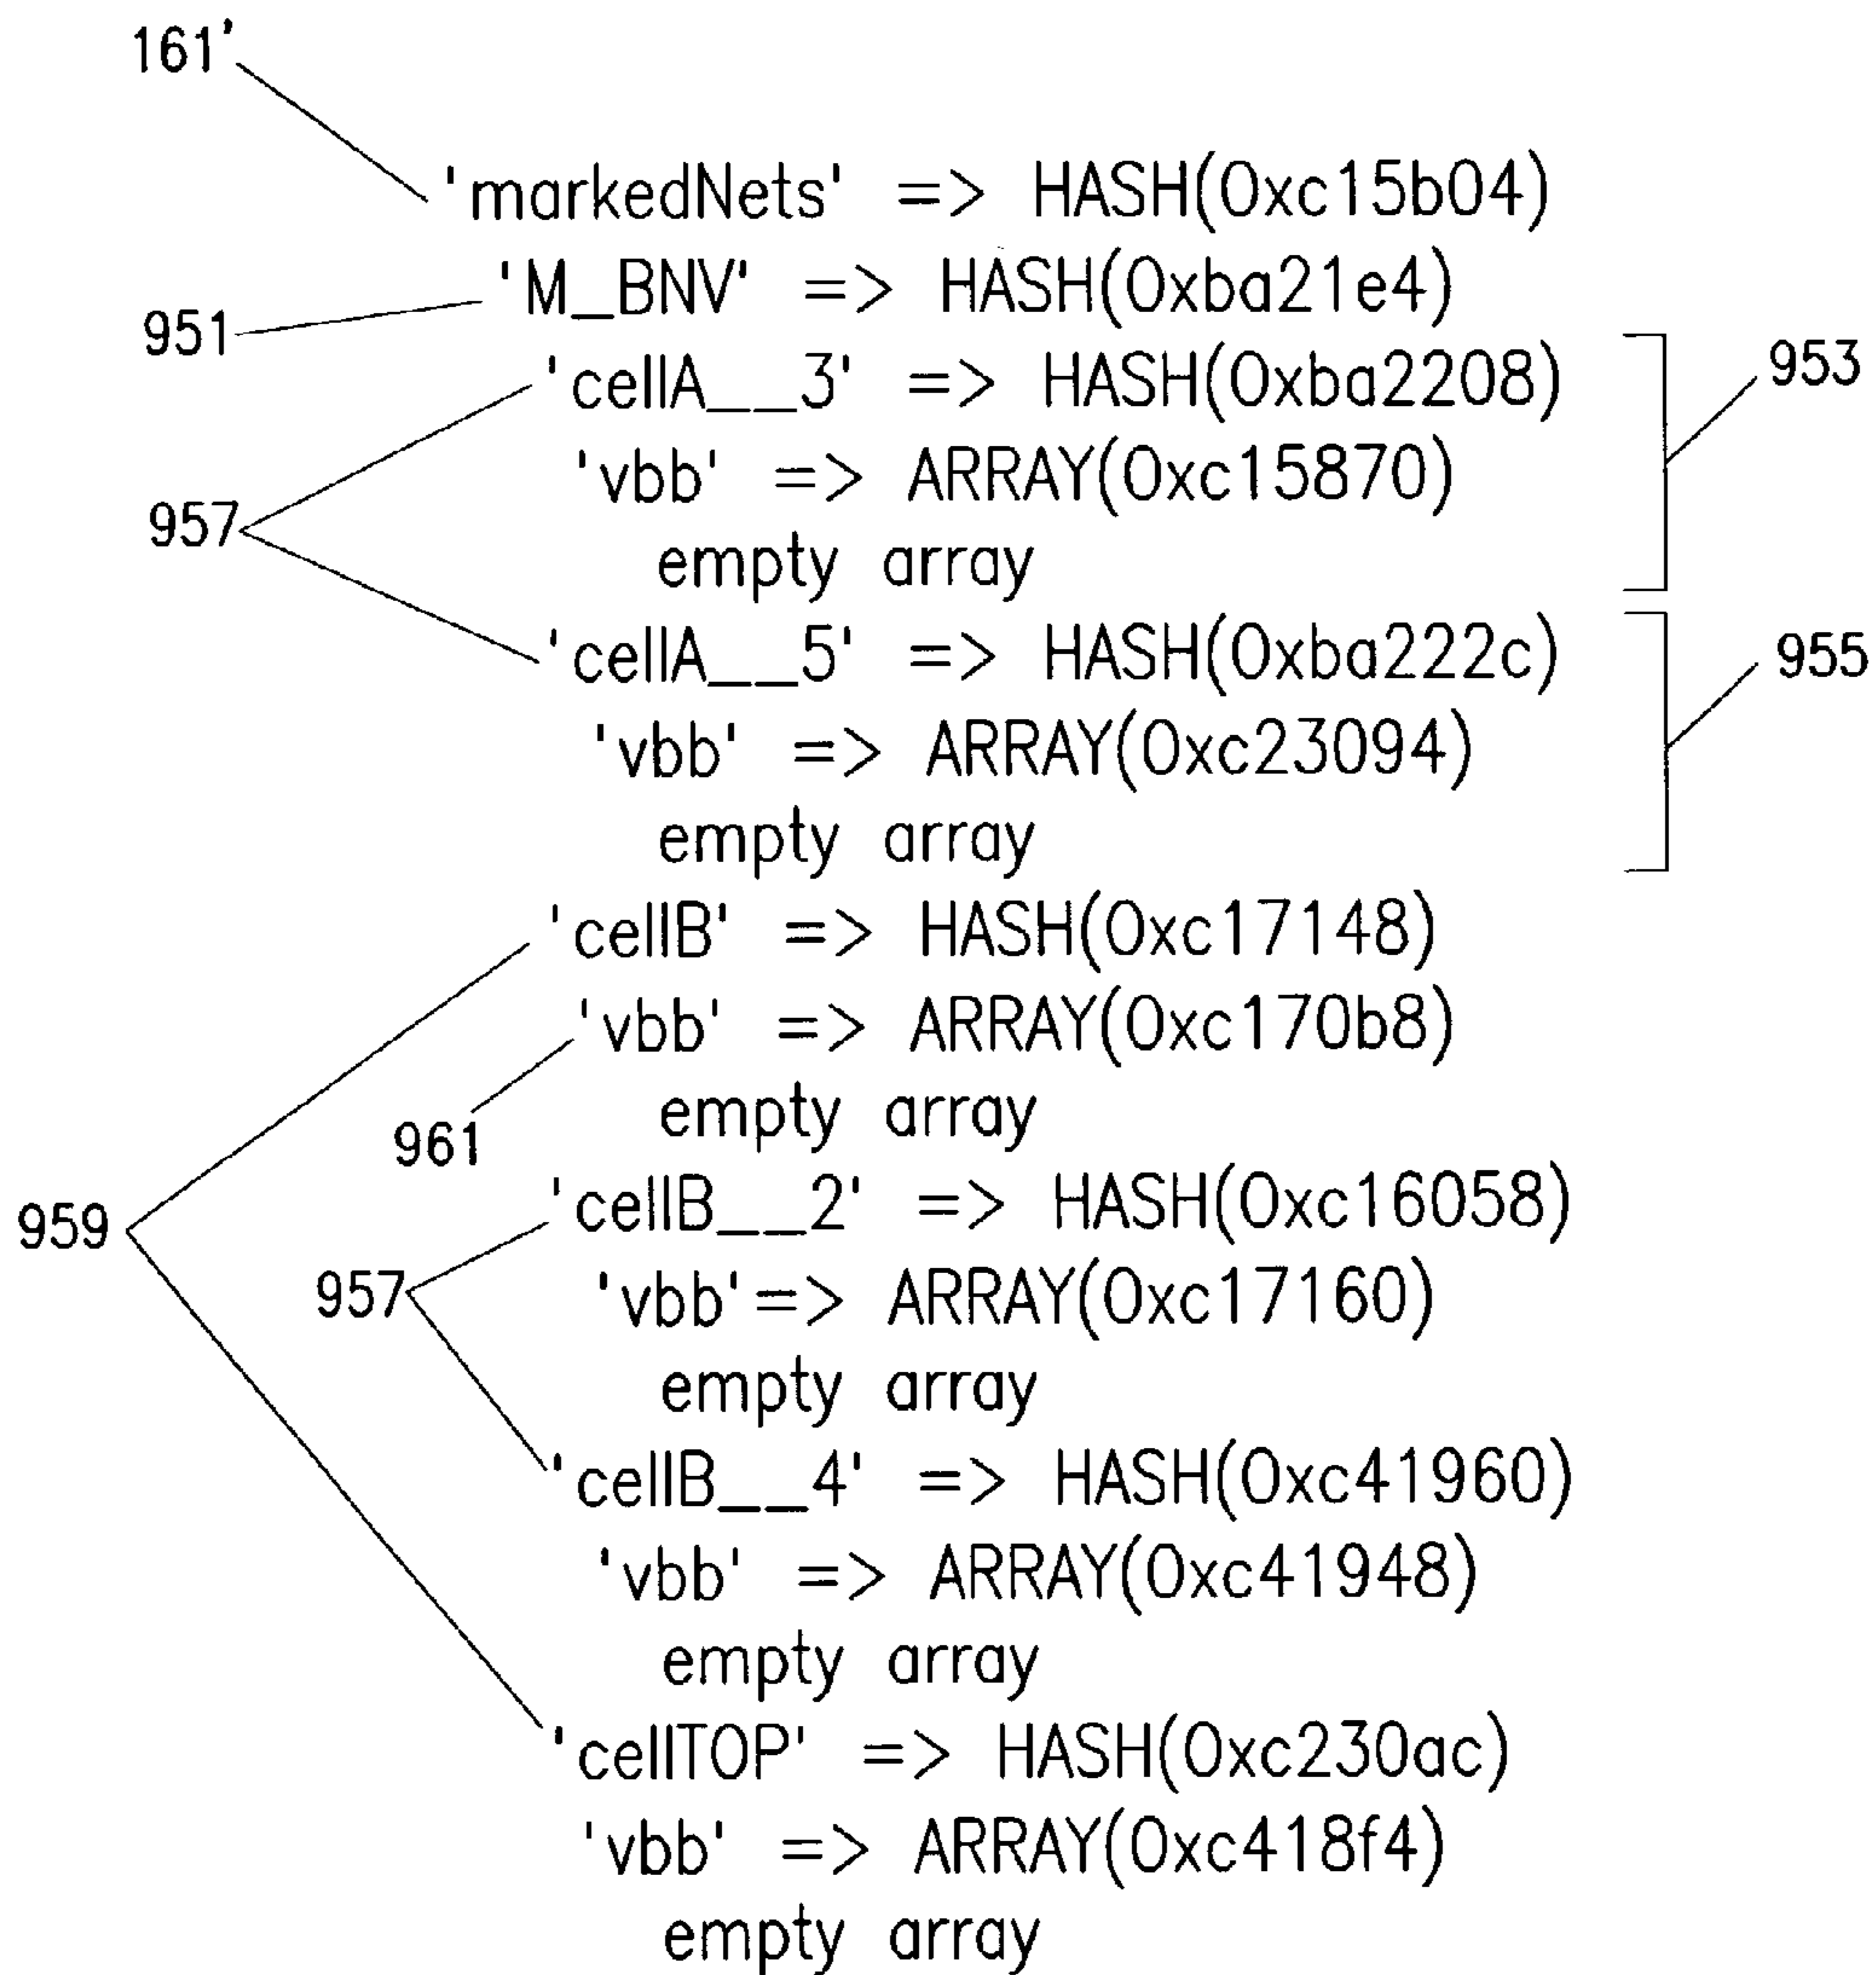 161'
'markedNets' => HASH(0xc15b04)
'M_BNV' => HASH(0xba21e4)
951
'cellA__3' => HASH(0xba2208)
953
'vbb' => ARRAY(0xc15870)
957
empty array
'cellA__5' => HASH(0xba222c)
955
'vbb' => ARRAY(0xc23094)
empty array
'cellB' => HASH(0xc17148)
'vbb' => ARRAY(0xc170b8)
empty array
961
'cellB__2' => HASH(0xc16058)
959
957
'vbb'=> ARRAY(0xc17160)
empty array
'cellB__4' => HASH(0xc41960)
'vbb' => ARRAY(0xc41948)
empty array
'cellTOP' => HASH(0xc230ac)
'vbb' => ARRAY(0xc418f4)
empty array